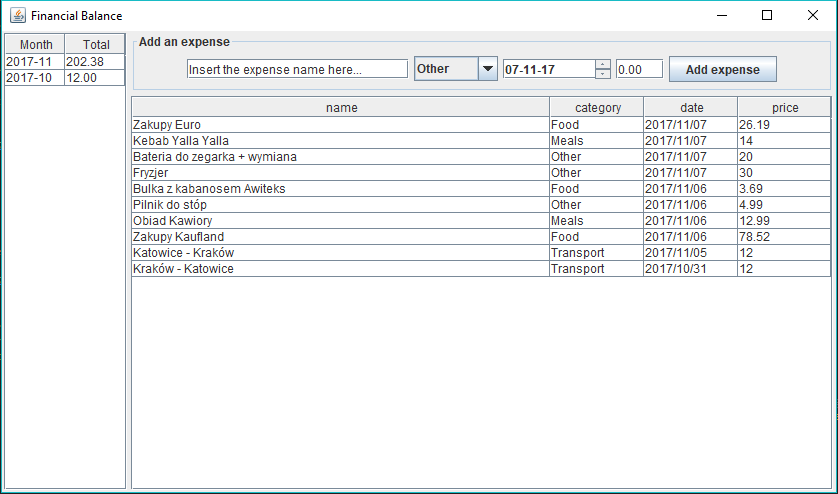 Financial Balance
Month Total
2017-11 202.38
2017-10 12.00
Add an expense
Insert the expense name here... Other 07-11-17 0.00 Add expense
name category date price
Zakupy Euro Food 2017/11/07 26.19
Kebab Yalla Yalla Meals 2017/11/07 14
Bateria do zegarka + wymiana Other 2017/11/07 20
Fryzjer Other 2017/11/07 30
Bulka z kabanosem Awiteks Food 2017/11/06 3.69
Pilnik do stóp Other 2017/11/06 4.99
Obiad Kawiory Meals 2017/11/06 12.99
Zakupy Kaufland Food 2017/11/06 78.52
Katowice - Kraków Transport 2017/11/05 12
Kraków - Katowice Transport 2017/10/31 12